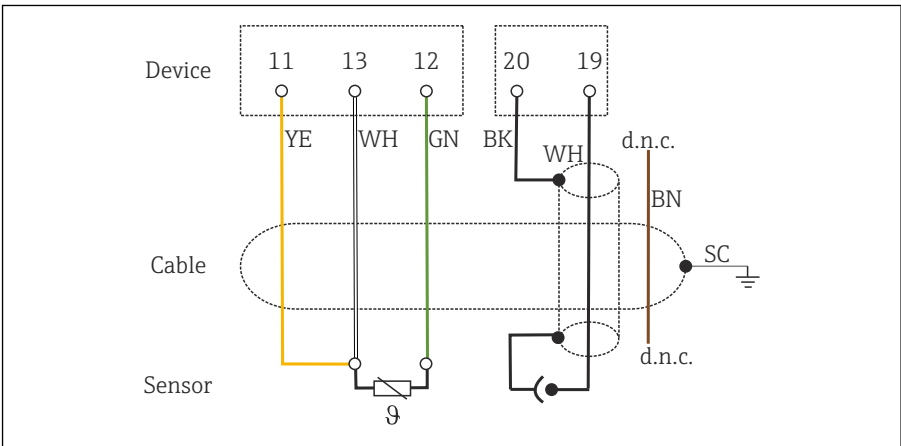 Device
11 13 12 20 19
YE WH GN BK WH d.n.c.
BN
Cable
SC
d.n.c.
Sensor
ϑ